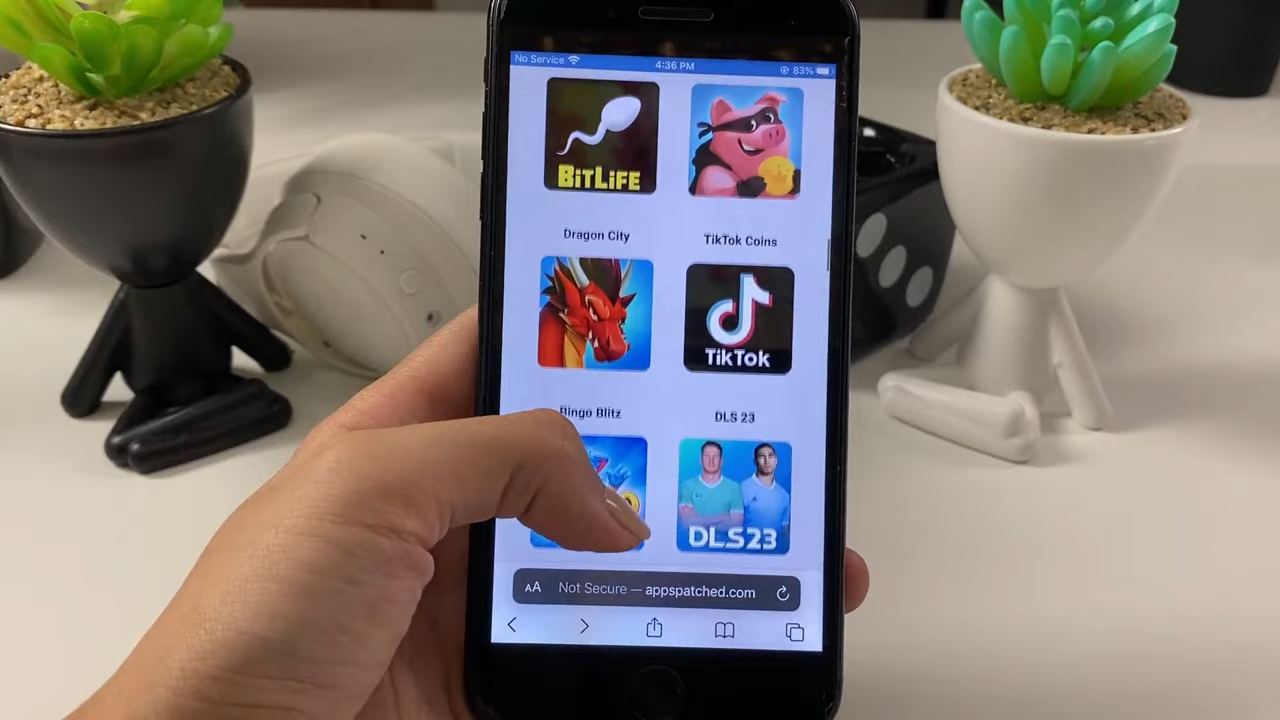 No Service
4:36 PM
83%
BiTLiFE
Dragon City
TikTok Coins
TikTok
Bingo Blitz
DLS 23
DLS23
AA
Not Secure — appspatched.com